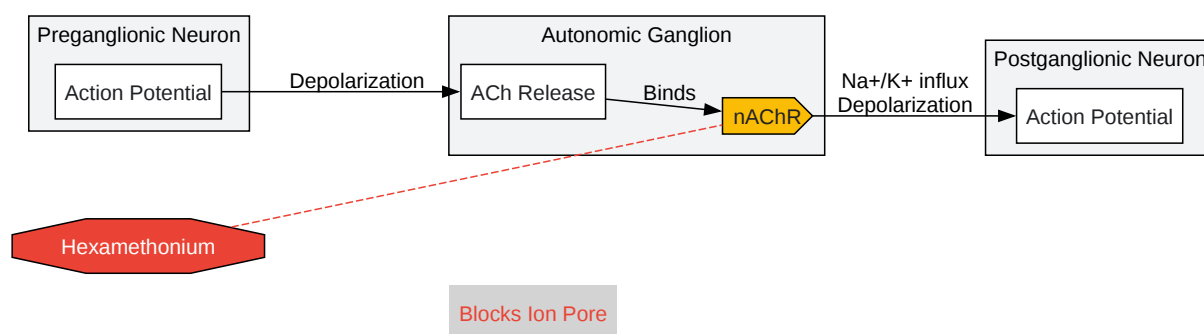 Preganglionic Neuron
Action Potential
Depolarization
Autonomic Ganglion
ACh Release
Binds
nAChR
Na+/K+ influx
Depolarization
Postganglionic Neuron
Action Potential
Hexamethonium
Blocks Ion Pore